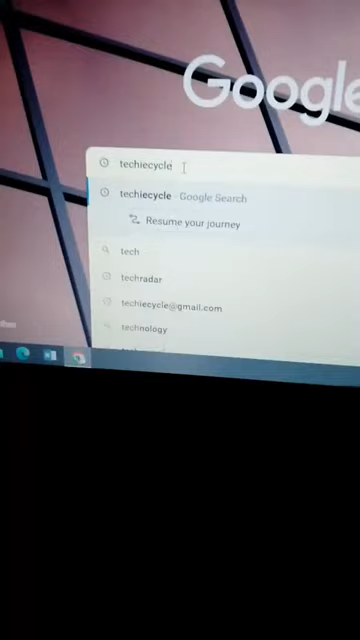 Google
techiecycle
techiecycle - Google Search
Resume your journey
tech
techradar
techiecycle@gmail.com
technology